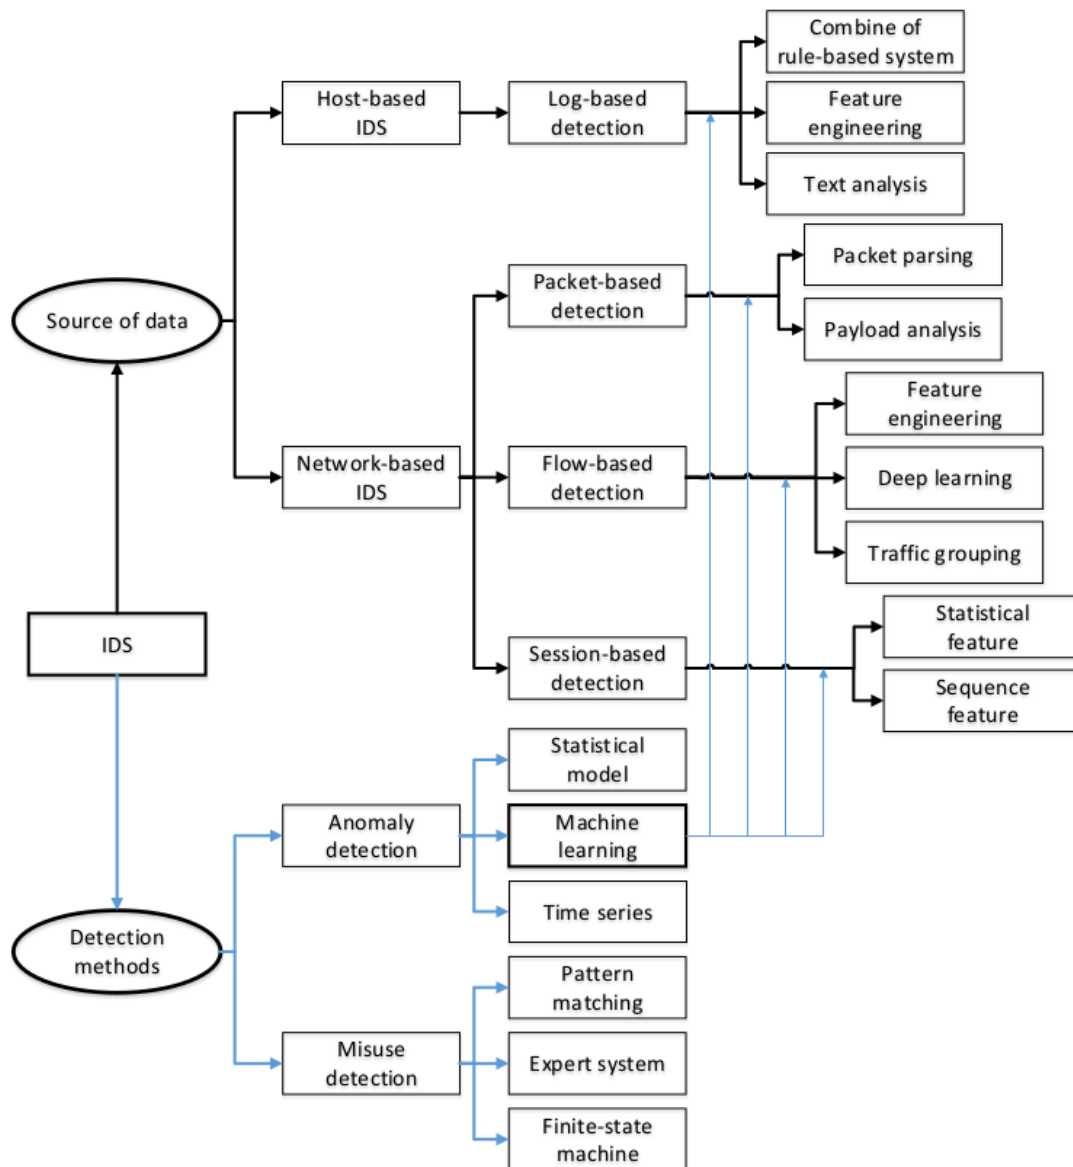 Combine of
rule-based system
Host-based
IDS
Log-based
detection
Feature
engineering
Text analysis
Packet parsing
Packet-based
detection
Source of data
Payload analysis
Feature
engineering
Network-based
IDS
Flow-based
detection
Deep learning
Traffic grouping
IDS
Statistical
feature
Session-based
detection
Sequence
feature
Statistical
model
Anomaly
detection
Machine
learning
Time series
Detection
methods
Pattern
matching
Misuse
detection
Expert system
Finite-state
machine